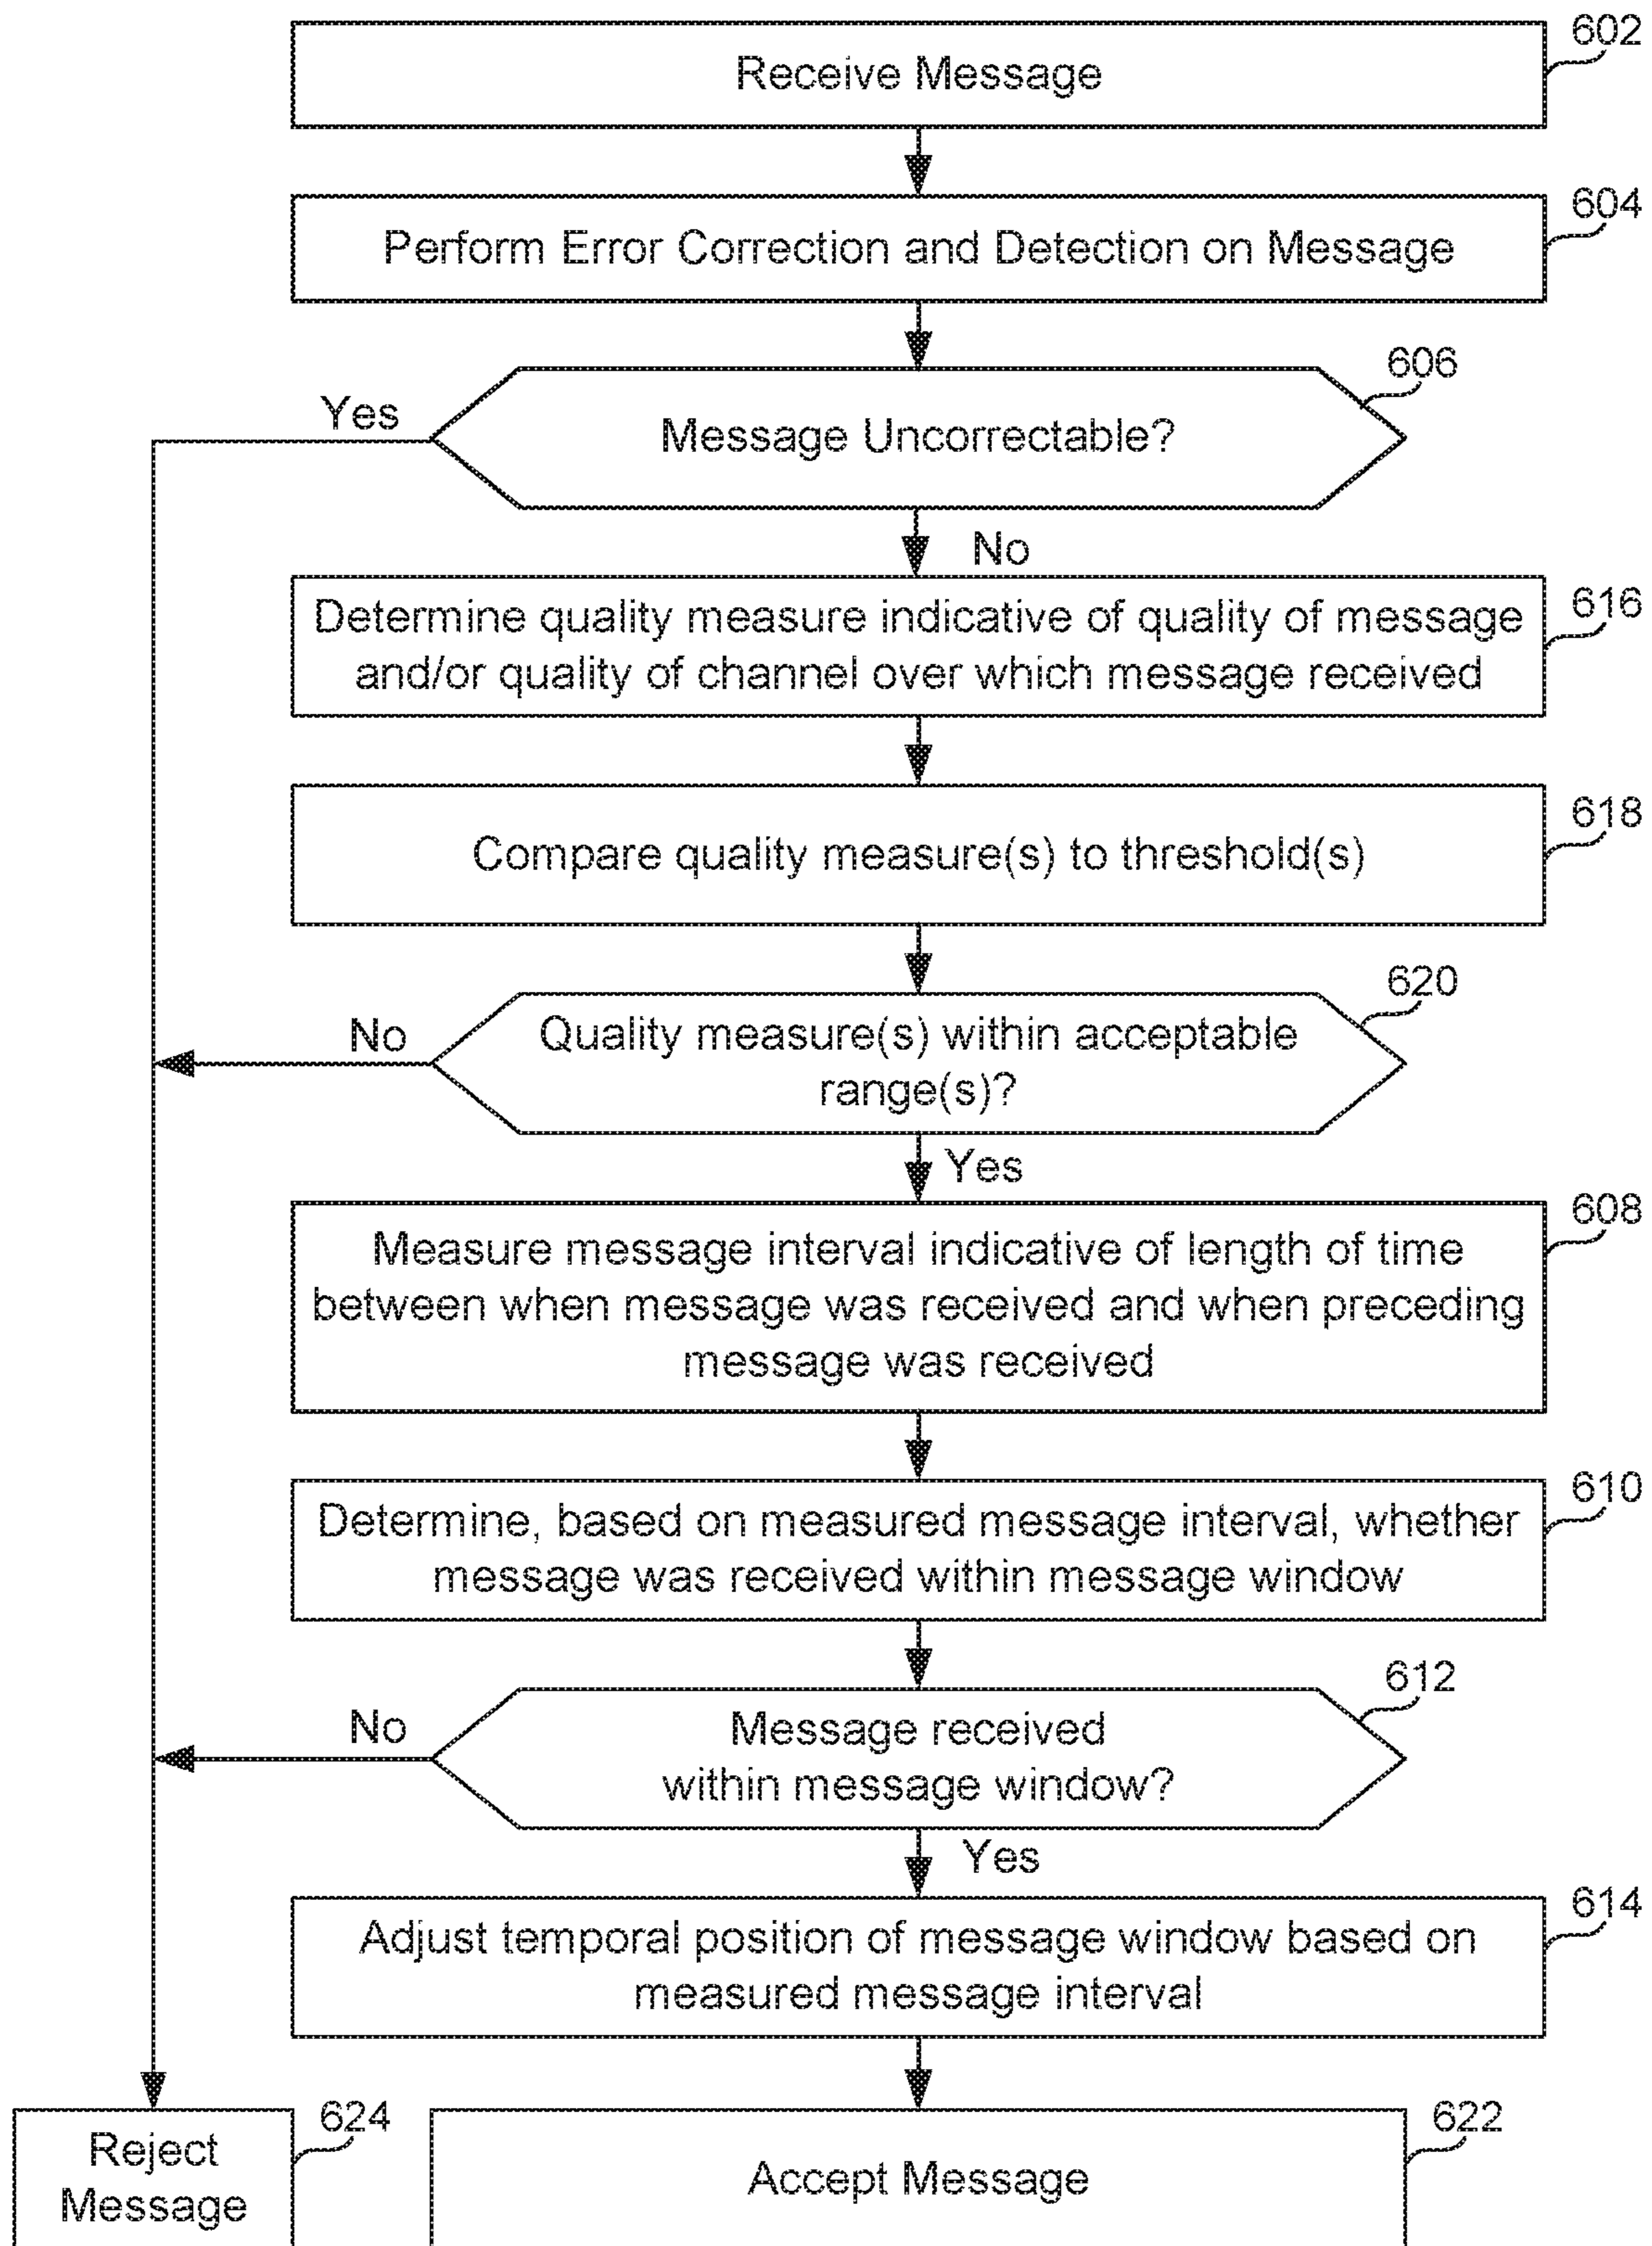 602
Receive Message
604
Perform Error Correction and Detection on Message
606
Yes
Message Uncorrectable?
No
616
Determine quality measure indicative of quality of message
and/or quality of channel over which message received
618
Compare quality measure(s) to threshold(s)
620
No
Quality measure(s) within acceptable
range(s)?
Yes
608
Measure message interval indicative of length of time
between when message was received and when preceding
message was received
610
Determine, based on measured message interval, whether
message was received within message window
612
No
Message received
within message window?
Yes
614
Adjust temporal position of message window based on
measured message interval
624
Reject
Message
622
Accept Message